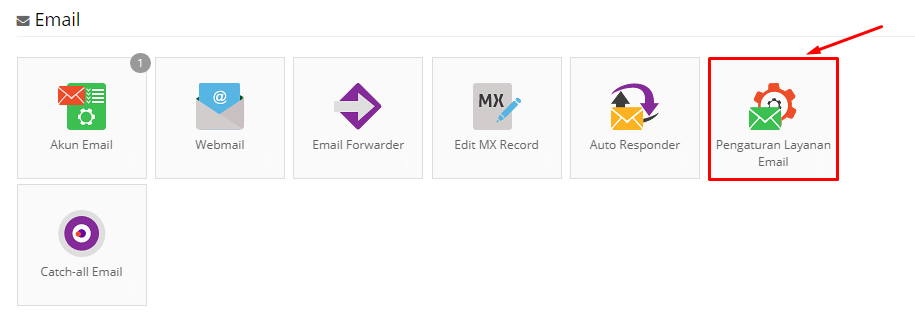 Email
1
Akun Email
@
Webmail
Email Forwarder
MX
Edit MX Record
Auto Responder
Pengaturan Layanan
Email
Catch-all Email